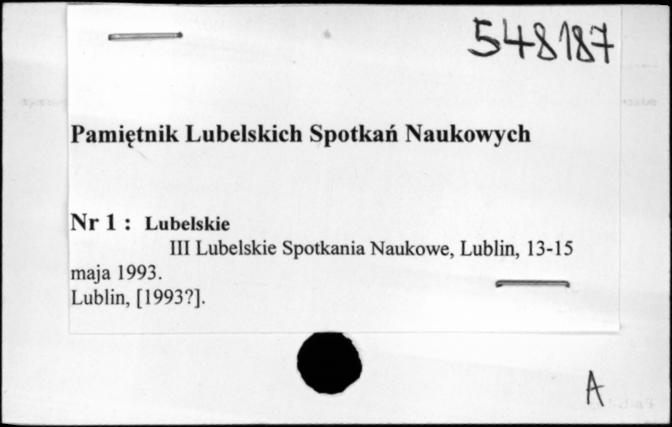 548187
Pamiętnik Lubelskich Spotkań Naukowych
Nr 1 : Lubelskie
III Lubelskie Spotkania Naukowe, Lublin, 13-15
maja 1993.
Lublin, [1993?].
A